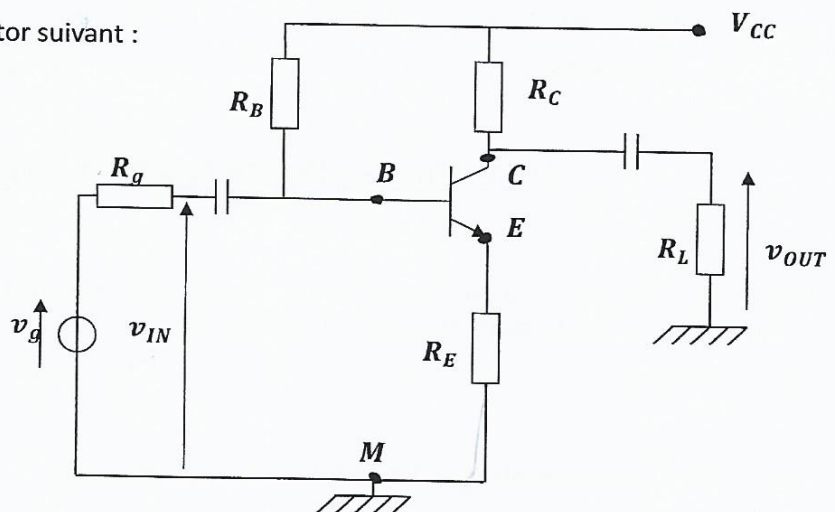 tor suivant :
V_CC
R_B
R_C
R_g
B
C
E
R_L
v_OUT
v_g
v_IN
R_E
M